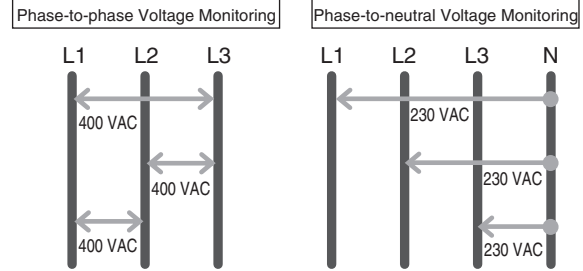 Phase-to-phase Voltage Monitoring
L1 L2 L3
400 VAC
400 VAC
400 VAC
Phase-to-neutral Voltage Monitoring
L1 L2 L3 N
230 VAC
230 VAC
230 VAC